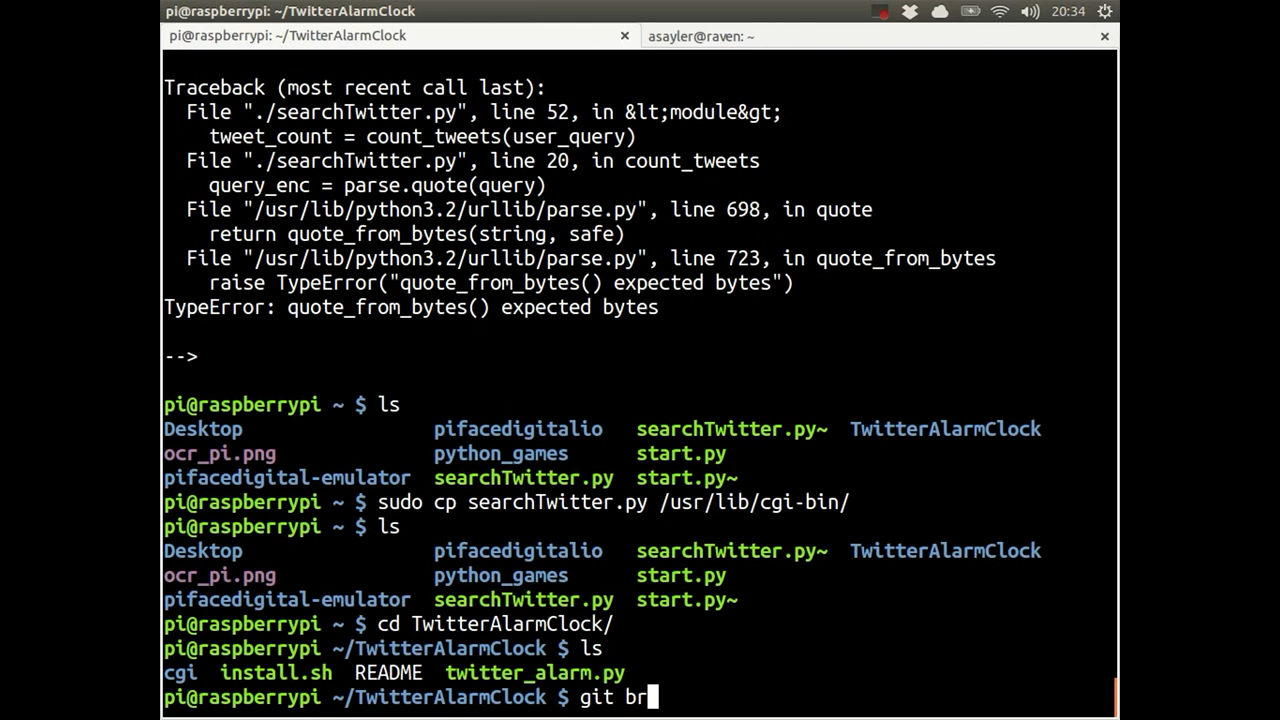 pi@raspberrypi: ~/TwitterAlarmClock 20:34
pi@raspberrypi: ~/TwitterAlarmClock × asayler@raven: ~ ×
Traceback (most recent call last):
  File "./searchTwitter.py", line 52, in &lt;module&gt;
    tweet_count = count_tweets(user_query)
  File "./searchTwitter.py", line 20, in count_tweets
    query_enc = parse.quote(query)
  File "/usr/lib/python3.2/urllib/parse.py", line 698, in quote
    return quote_from_bytes(string, safe)
  File "/usr/lib/python3.2/urllib/parse.py", line 723, in quote_from_bytes
    raise TypeError("quote_from_bytes() expected bytes")
TypeError: quote_from_bytes() expected bytes
-->
pi@raspberrypi ~ $ ls
Desktop pifacedigitalio searchTwitter.py~ TwitterAlarmClock
ocr_pi.png python_games start.py
pifacedigital-emulator searchTwitter.py start.py~
pi@raspberrypi ~ $ sudo cp searchTwitter.py /usr/lib/cgi-bin/
pi@raspberrypi ~ $ ls
Desktop pifacedigitalio searchTwitter.py~ TwitterAlarmClock
ocr_pi.png python_games start.py
pifacedigital-emulator searchTwitter.py start.py~
pi@raspberrypi ~ $ cd TwitterAlarmClock/
pi@raspberrypi ~/TwitterAlarmClock $ ls
cgi install.sh README twitter_alarm.py
pi@raspberrypi ~/TwitterAlarmClock $ git br